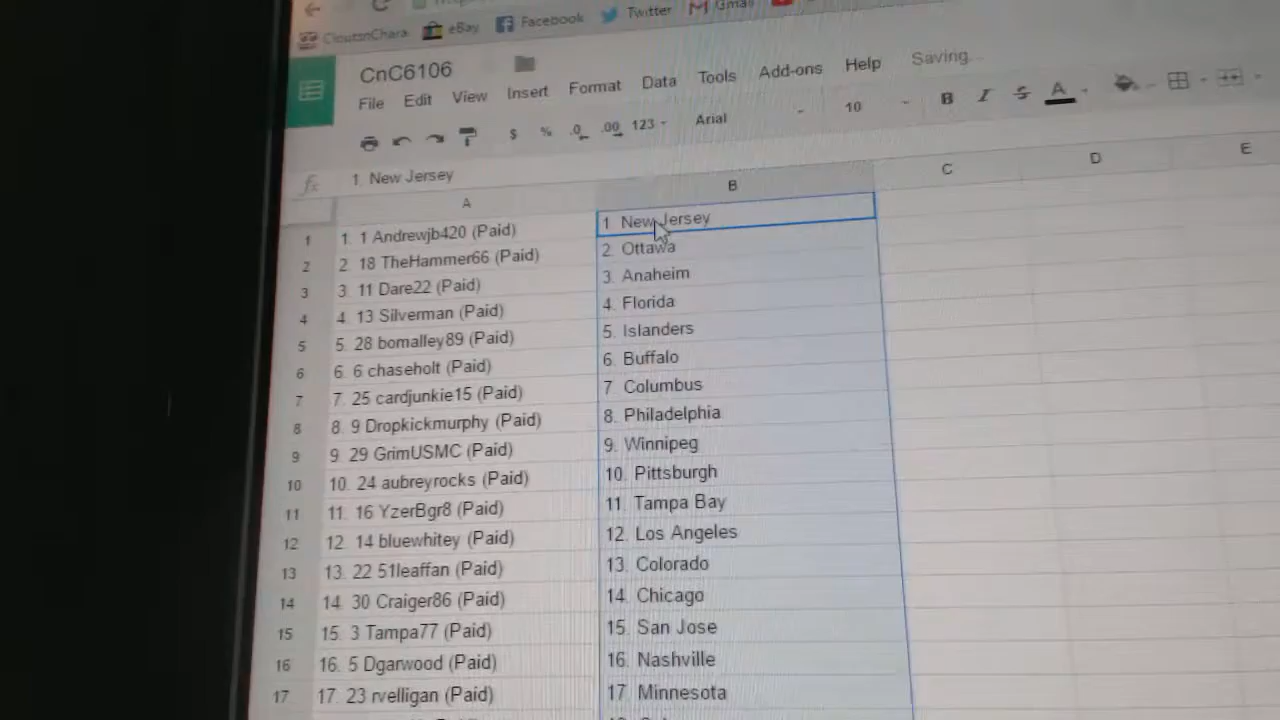 CloutsnChara eBay Facebook Twitter Gmail
CnC6106
File Edit View Insert Format Data Tools Add-ons Help Saving...
$ % .0 .00 123 Arial 10 B I S A
fx 1. New Jersey
A B C D E
1 1. 1 Andrewjb420 (Paid) 1. New Jersey
2 2. 18 TheHammer66 (Paid) 2. Ottawa
3 3. 11 Dare22 (Paid) 3. Anaheim
4 4. 13 Silverman (Paid) 4. Florida
5 5. 28 bomalley89 (Paid) 5. Islanders
6 6. 6 chaseholt (Paid) 6. Buffalo
7 7. 25 cardjunkie15 (Paid) 7. Columbus
8 8. 9 Dropkickmurphy (Paid) 8. Philadelphia
9 9. 29 GrimUSMC (Paid) 9. Winnipeg
10 10. 24 aubreyrocks (Paid) 10. Pittsburgh
11 11. 16 YzerBgr8 (Paid) 11. Tampa Bay
12 12. 14 bluewhitey (Paid) 12. Los Angeles
13 13. 22 51leaffan (Paid) 13. Colorado
14 14. 30 Craiger86 (Paid) 14. Chicago
15 15. 3 Tampa77 (Paid) 15. San Jose
16 16. 5 Dgarwood (Paid) 16. Nashville
17 17. 23 rvelligan (Paid) 17. Minnesota